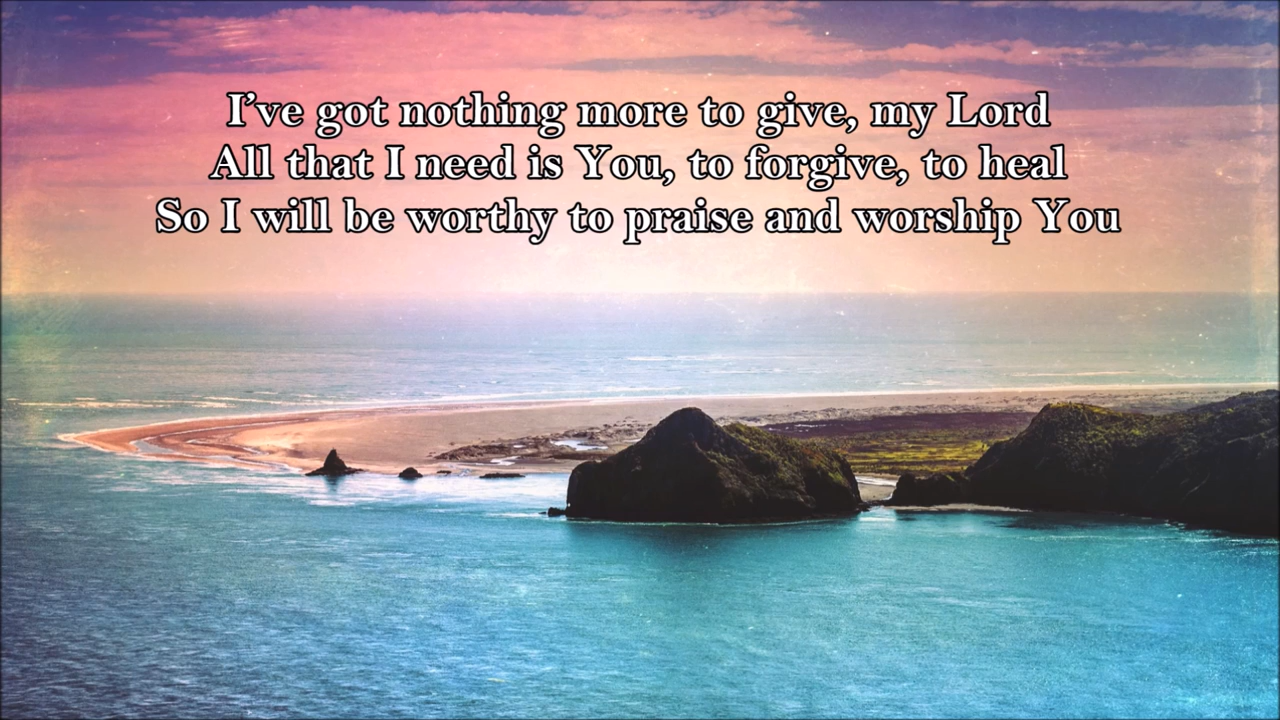 I've got nothing more to give, my Lord
All that I need is You, to forgive, to heal
So I will be worthy to praise and worship You